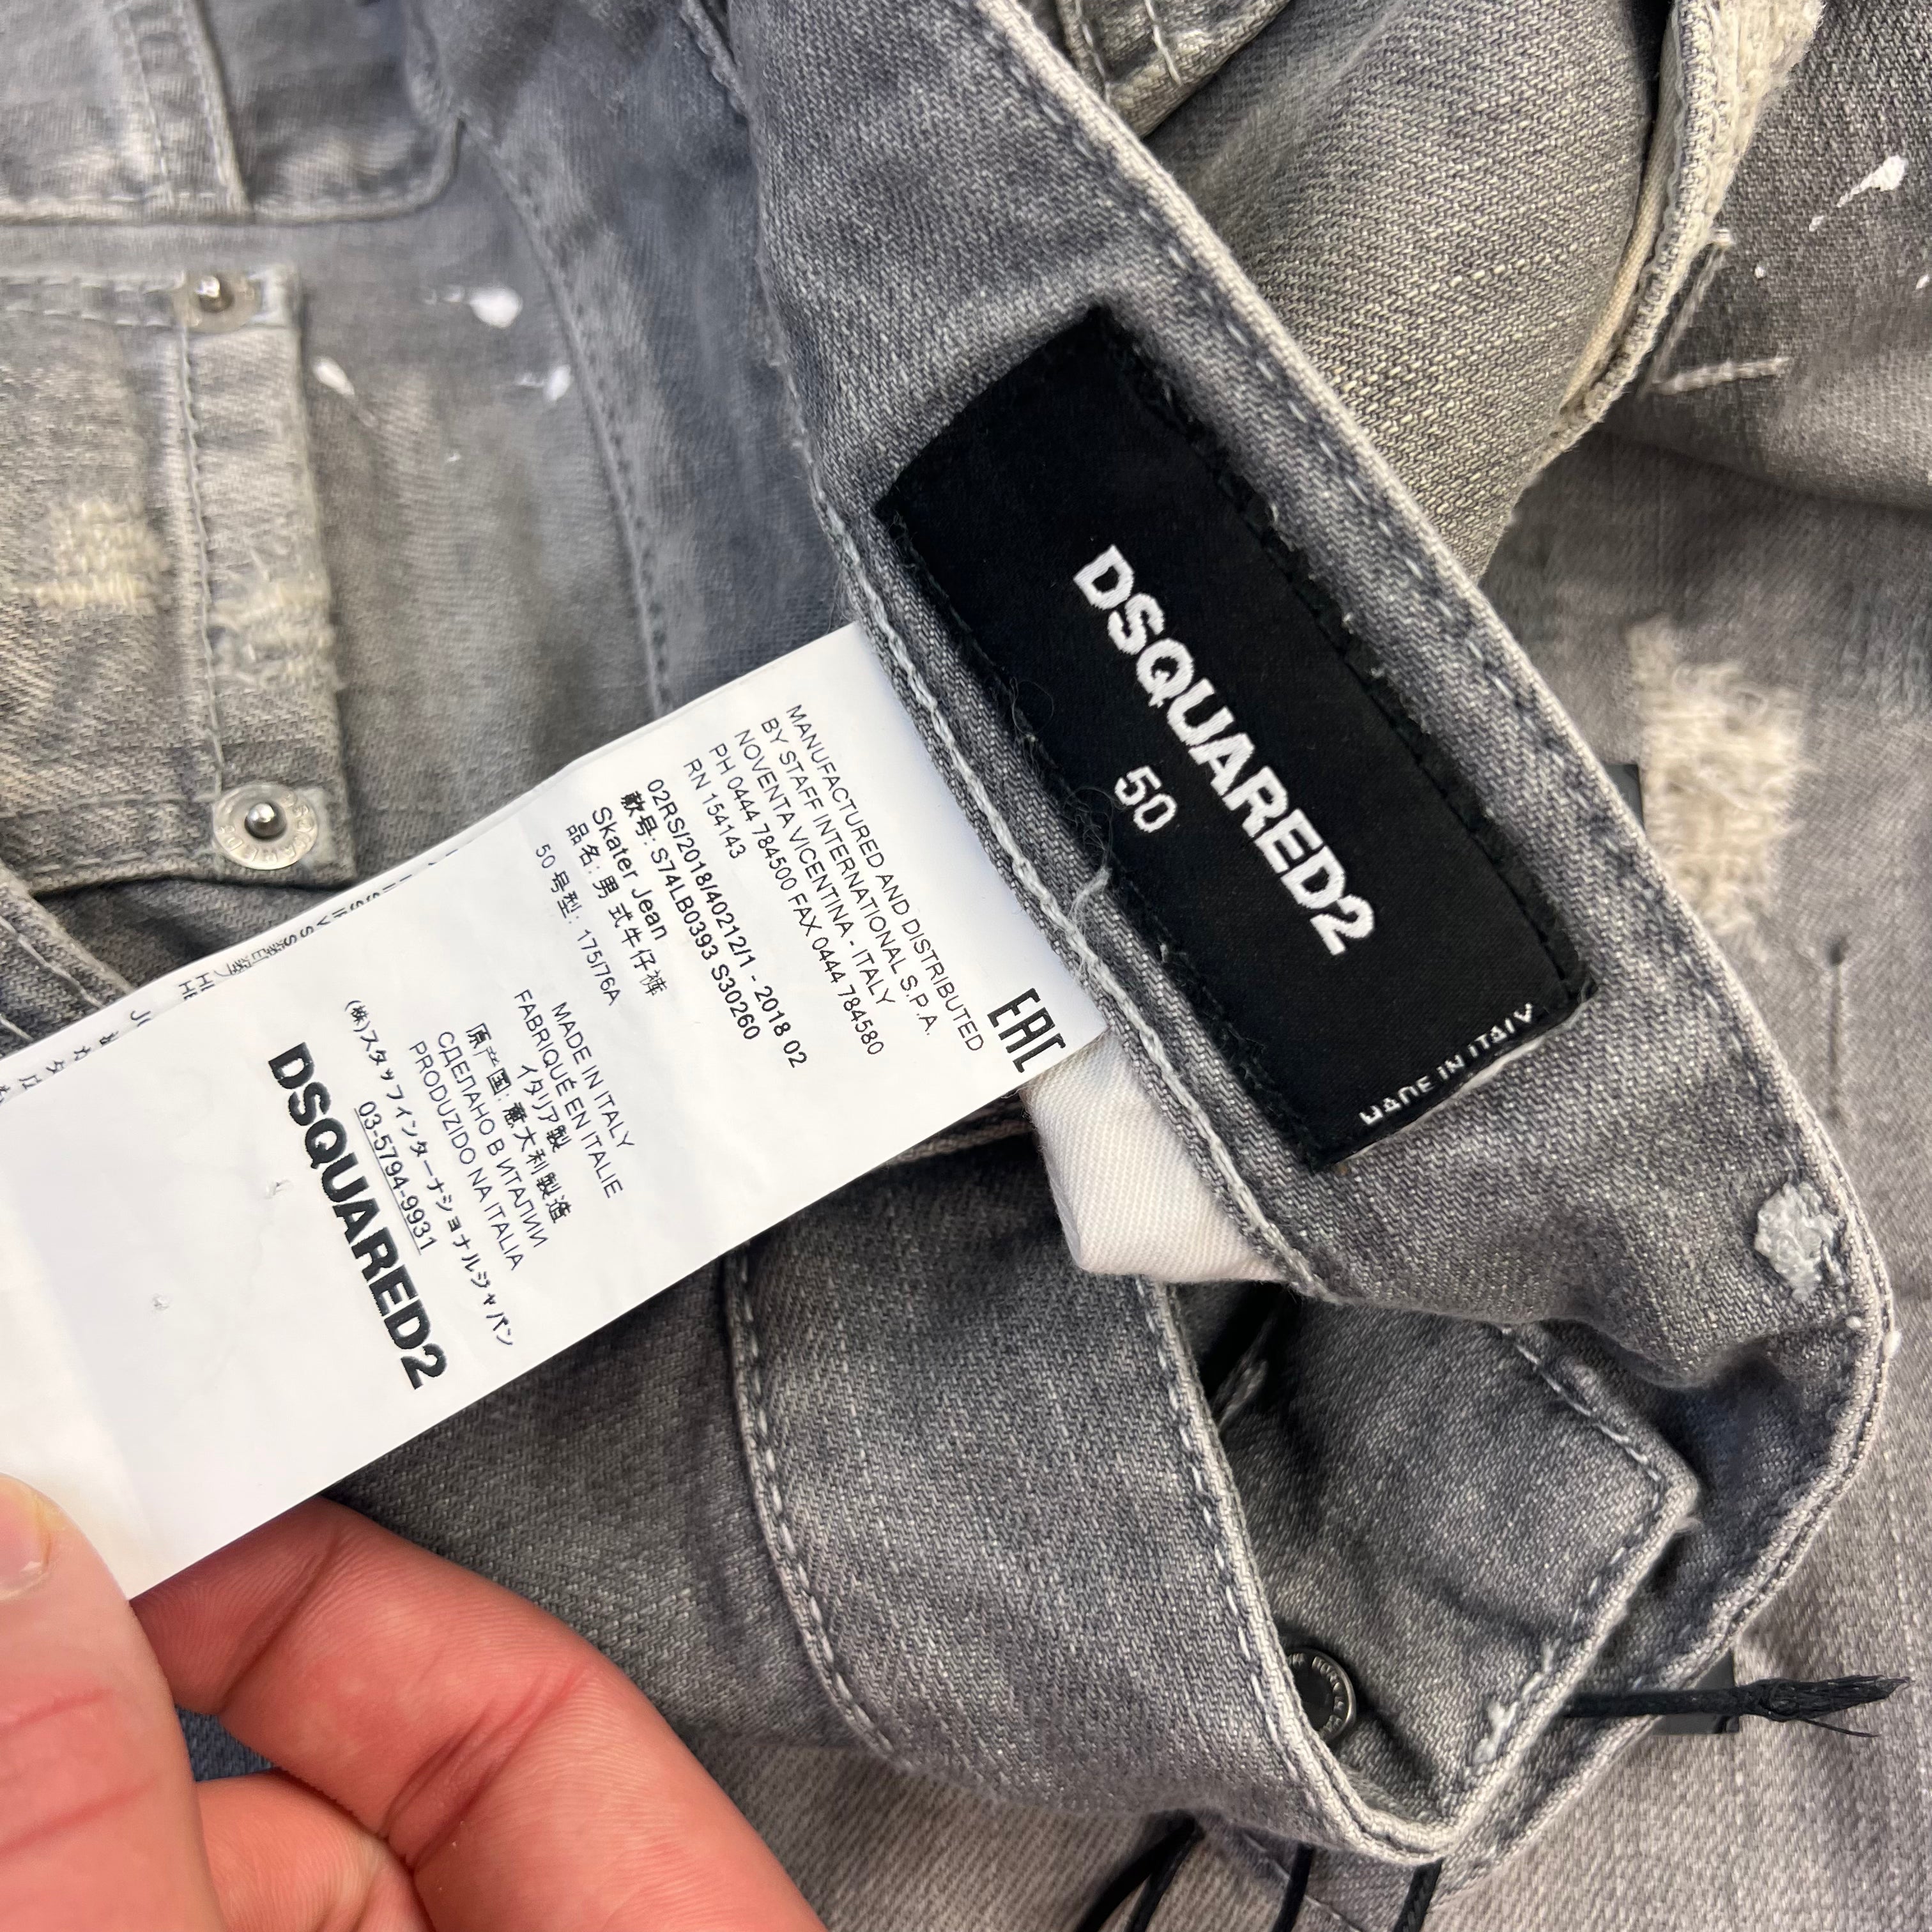 DSQUARED2
50
MADE IN ITALY
EAC
MANUFACTURED AND DISTRIBUTED
BY STAFF INTERNATIONAL S.P.A.
NOVENTA VICENTINA - ITALY
PH 0444 784500 FAX 0444 784580
RN 154143
02RS/2018/40212/1 - 2018 02
款号: S74LB0393 S30260
Skater Jean
品名: 男 式牛仔裤
50 号型: 175/76A
MADE IN ITALY
FABRIQUÉ EN ITALIE
イタリア製
原产国: 意大利製造
СДЕЛАНО В ИТАЛИИ
PRODUZIDO NA ITALIA
(株)スタッフインターナショナルジャパン
03-5794-9931
DSQUARED2